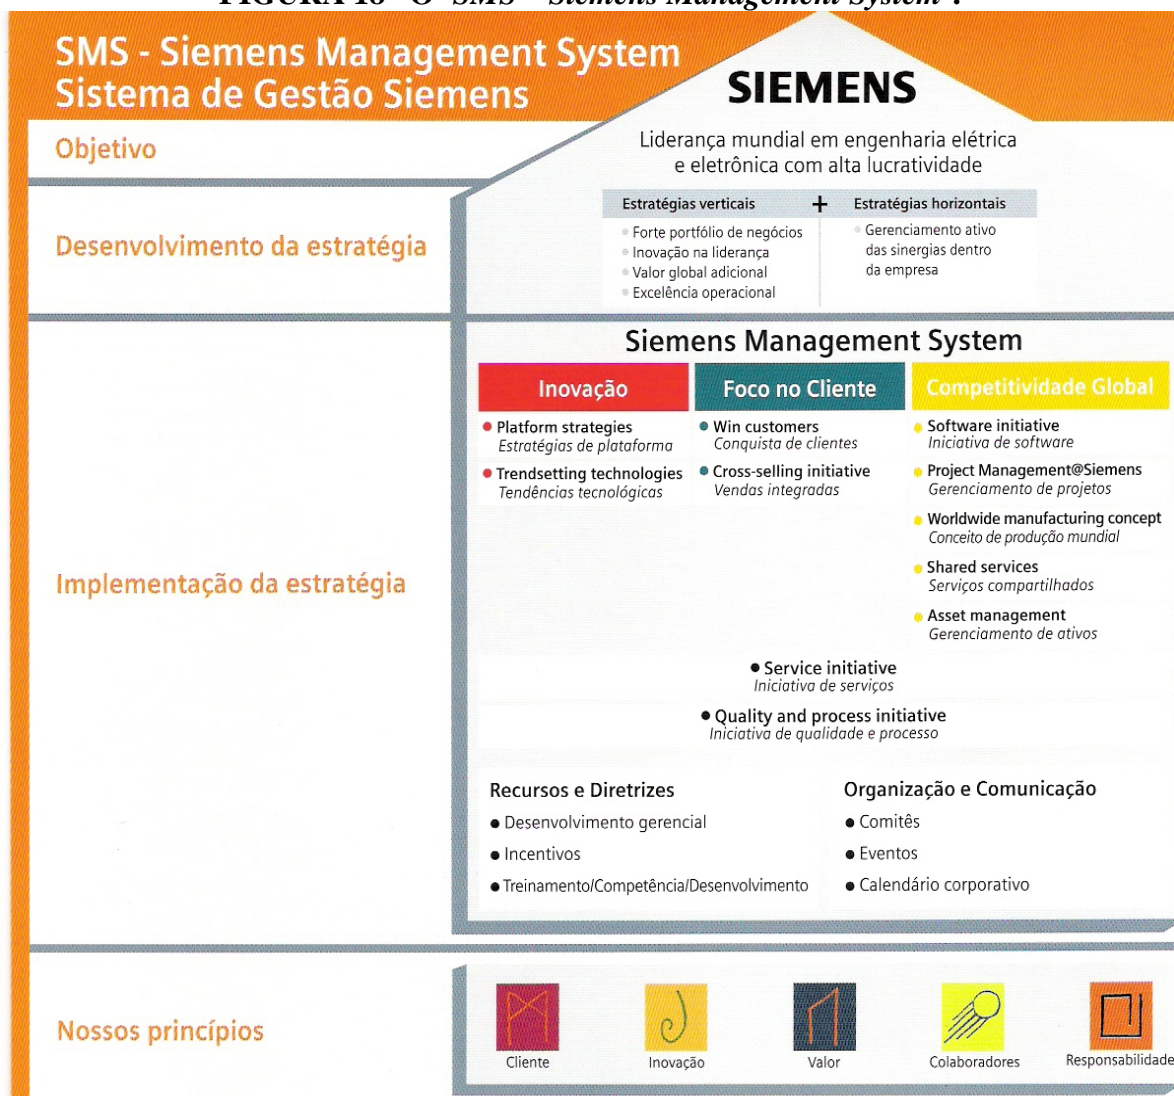 FIGURA 18 "O 'SMS – Siemens Management System'.
SMS - Siemens Management System
Sistema de Gestão Siemens
SIEMENS
Objetivo
Liderança mundial em engenharia elétrica
e eletrônica com alta lucratividade
Desenvolvimento da estratégia
Estratégias verticais + Estratégias horizontais
Forte portfólio de negócios
Inovação na liderança
Valor global adicional
Excelência operacional
Gerenciamento ativo
das sinergias dentro
da empresa
Implementação da estratégia
Siemens Management System
Inovação
Platform strategies
Estratégias de plataforma
Trendsetting technologies
Tendências tecnológicas
Foco no Cliente
Win customers
Conquista de clientes
Cross-selling initiative
Vendas integradas
Competitividade Global
Software initiative
Iniciativa de software
Project Management@Siemens
Gerenciamento de projetos
Worldwide manufacturing concept
Conceito de produção mundial
Shared services
Serviços compartilhados
Asset management
Gerenciamento de ativos
Service initiative
Iniciativa de serviços
Quality and process initiative
Iniciativa de qualidade e processo
Recursos e Diretrizes
Desenvolvimento gerencial
Incentivos
Treinamento/Competência/Desenvolvimento
Organização e Comunicação
Comitês
Eventos
Calendário corporativo
Nossos princípios
Cliente
Inovação
Valor
Colaboradores
Responsabilidade